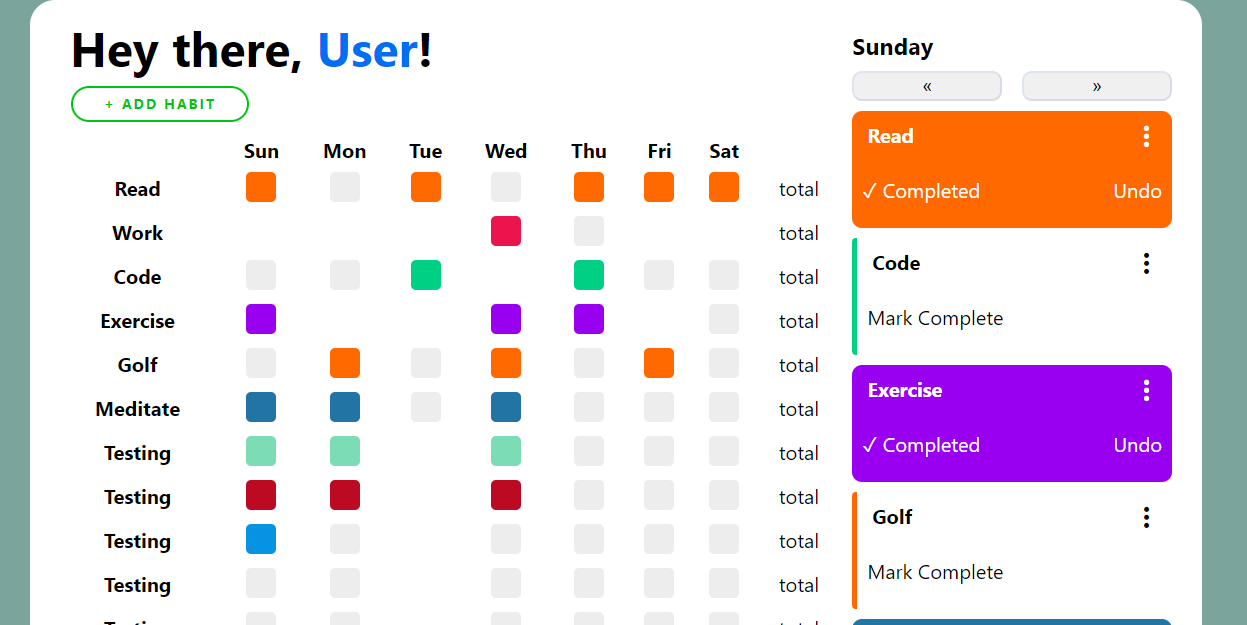 Hey there, User!
+ ADD HABIT
Sun Mon Tue Wed Thu Fri Sat
Read total
Work total
Code total
Exercise total
Golf total
Meditate total
Testing total
Testing total
Testing total
Testing total
Sunday
« »
Read
✓ Completed Undo
Code
Mark Complete
Exercise
✓ Completed Undo
Golf
Mark Complete